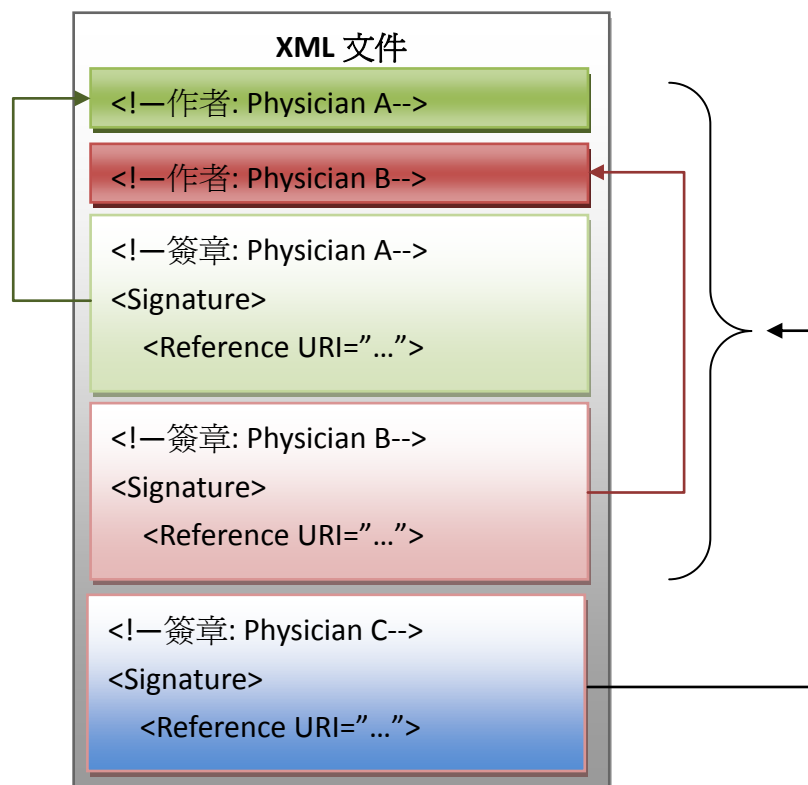 XML 文件
<!—作者: Physician A-->
<!—作者: Physician B-->
<!—簽章: Physician A-->
<Signature>
<Reference URI=”…”>
<!—簽章: Physician B-->
<Signature>
<Reference URI=”…”>
<!—簽章: Physician C-->
<Signature>
<Reference URI=”…”>